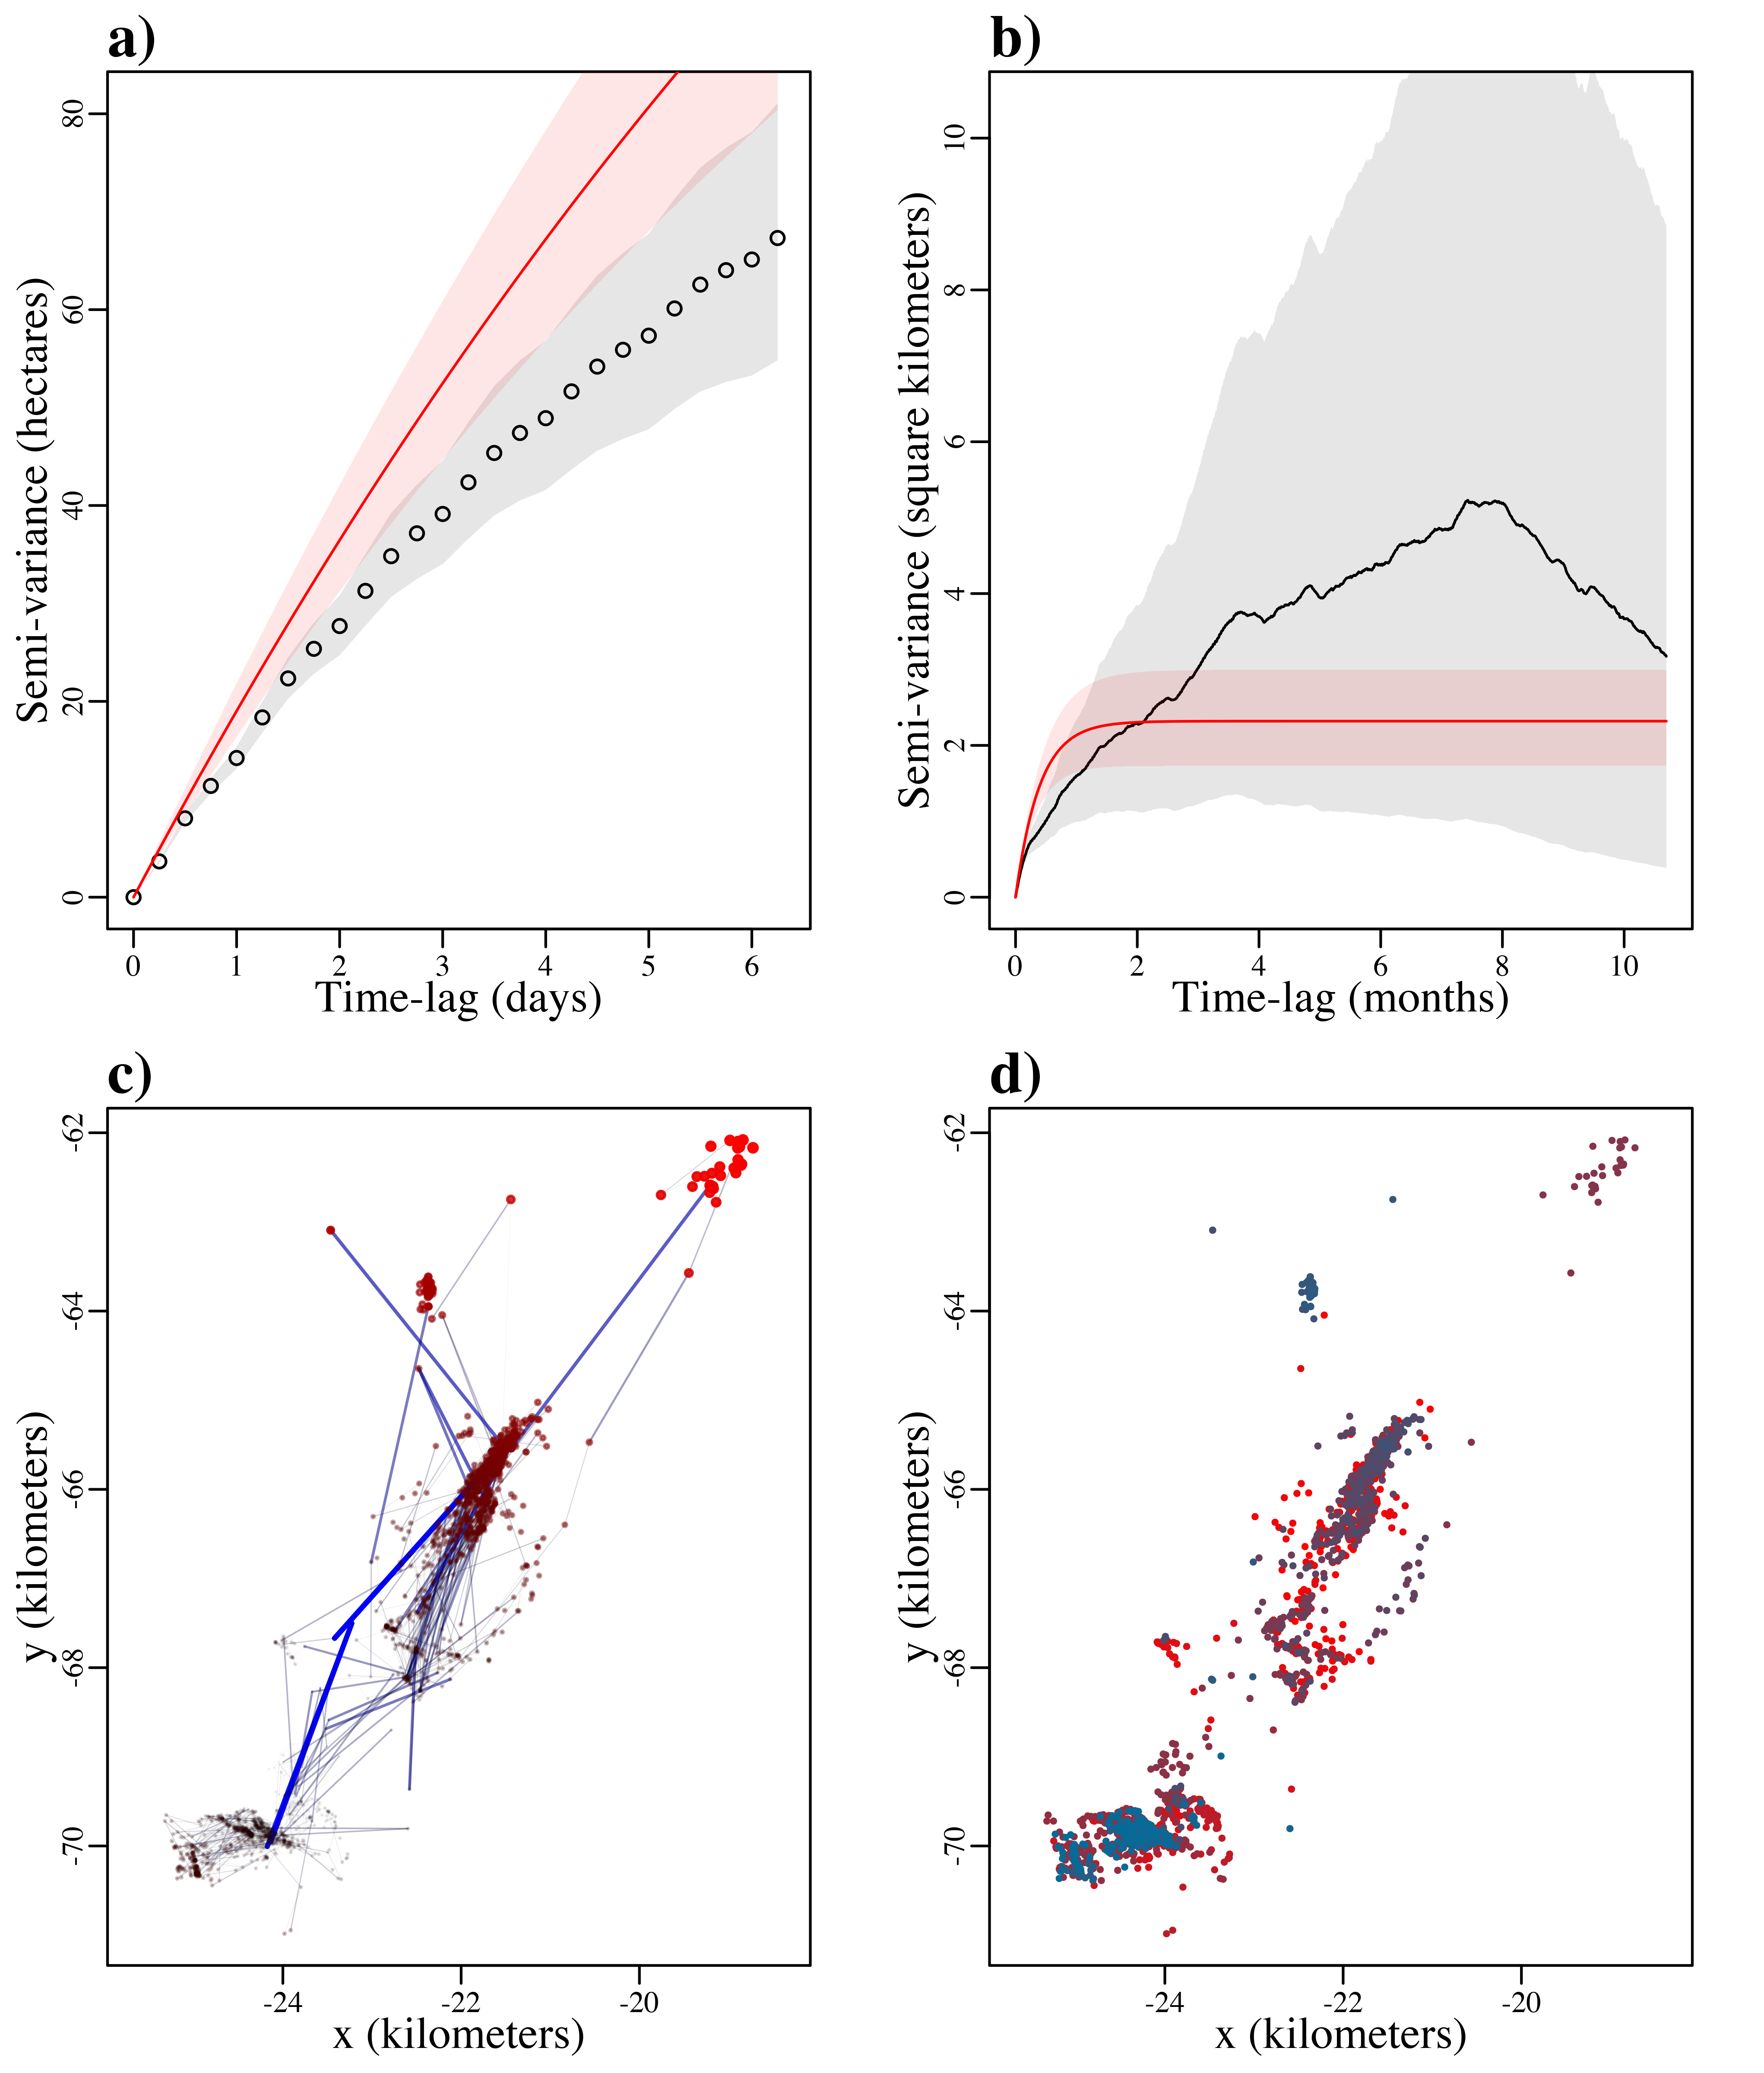 a)
Semi-variance (hectares)
80
60
40
20
0
0 1 2 3 4 5 6
Time-lag (days)
b)
Semi-variance (square kilometers)
10
8
6
4
2
0
0 2 4 6 8 10
Time-lag (months)
c)
y (kilometers)
-62
-64
-66
-68
-70
-24 -22 -20
x (kilometers)
d)
y (kilometers)
-62
-64
-66
-68
-70
-24 -22 -20
x (kilometers)